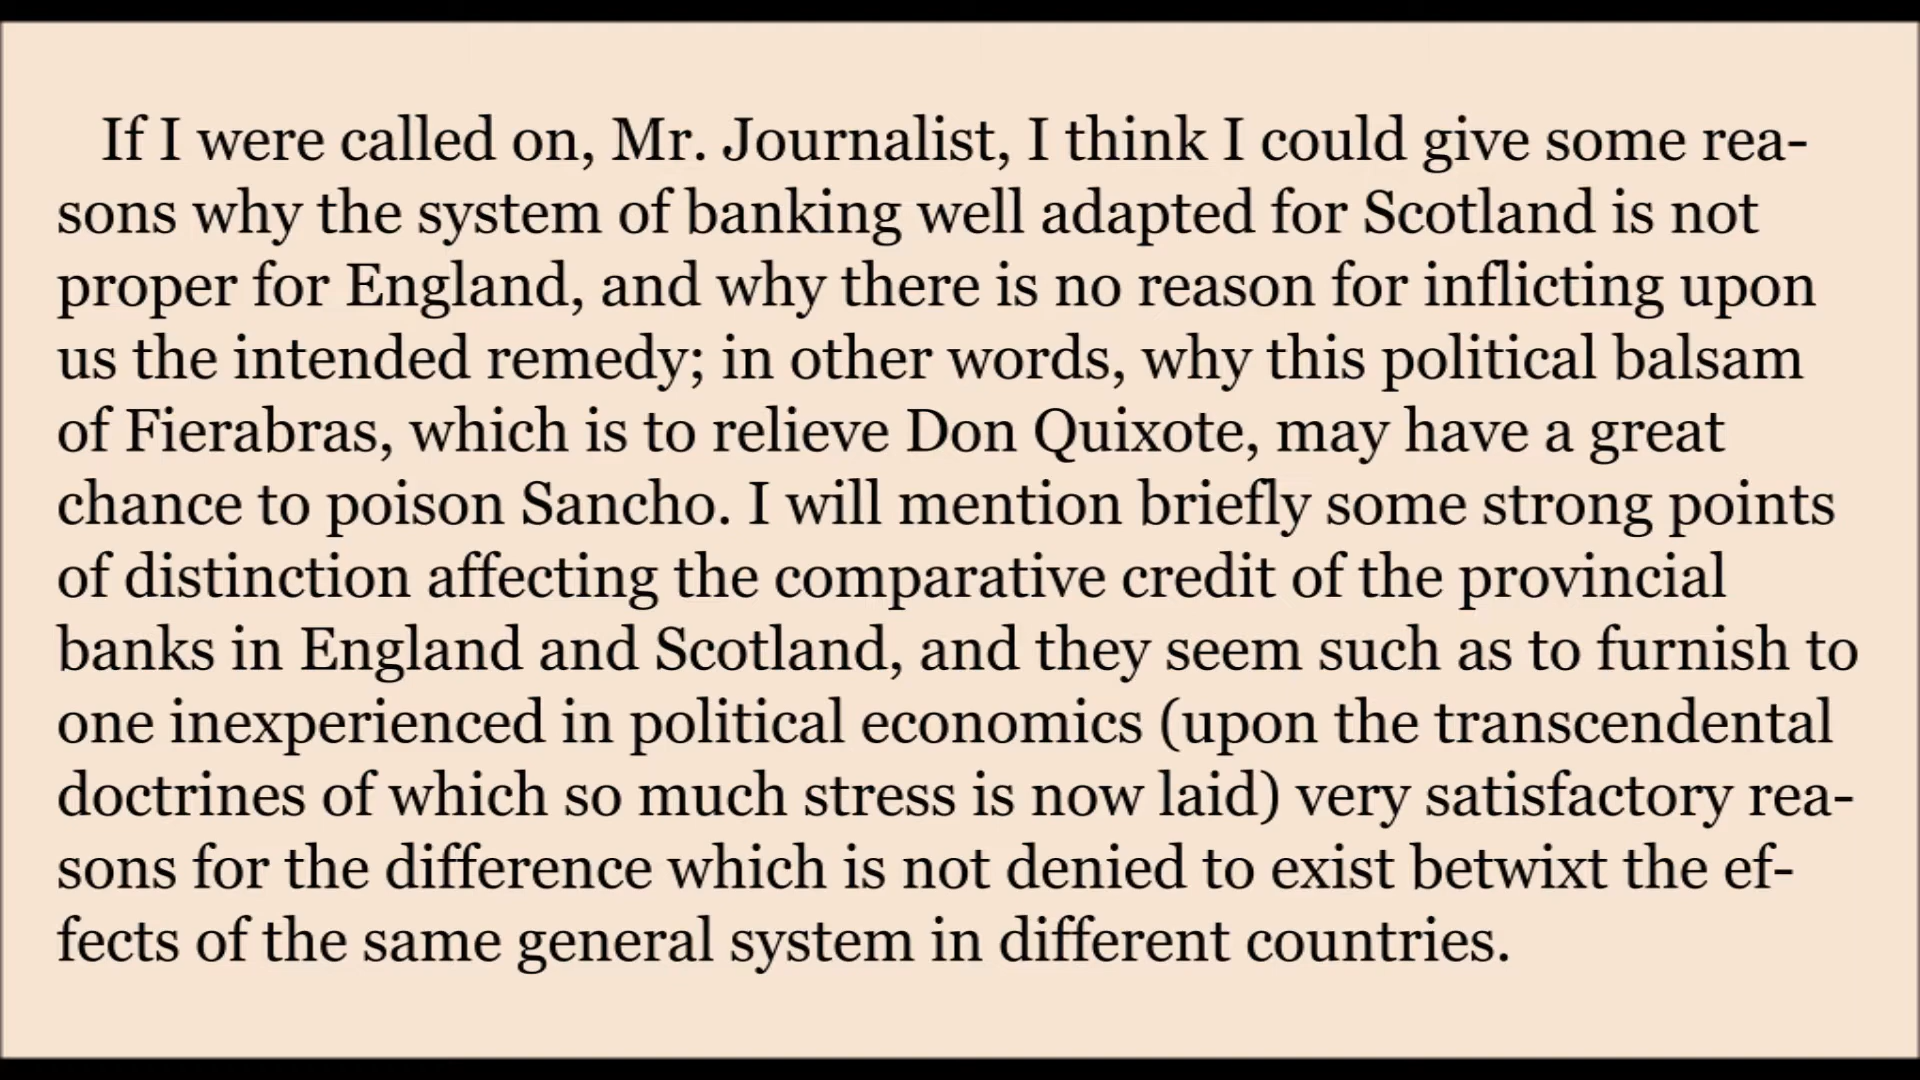 If I were called on, Mr. Journalist, I think I could give some rea-
sons why the system of banking well adapted for Scotland is not
proper for England, and why there is no reason for inflicting upon
us the intended remedy; in other words, why this political balsam
of Fierabras, which is to relieve Don Quixote, may have a great
chance to poison Sancho. I will mention briefly some strong points
of distinction affecting the comparative credit of the provincial
banks in England and Scotland, and they seem such as to furnish to
one inexperienced in political economics (upon the transcendental
doctrines of which so much stress is now laid) very satisfactory rea-
sons for the difference which is not denied to exist betwixt the ef-
fects of the same general system in different countries.